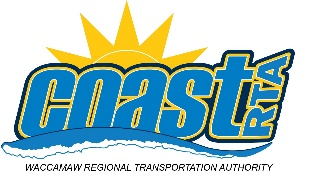 coast RTA
WACCAMAW REGIONAL TRANSPORTATION AUTHORITY